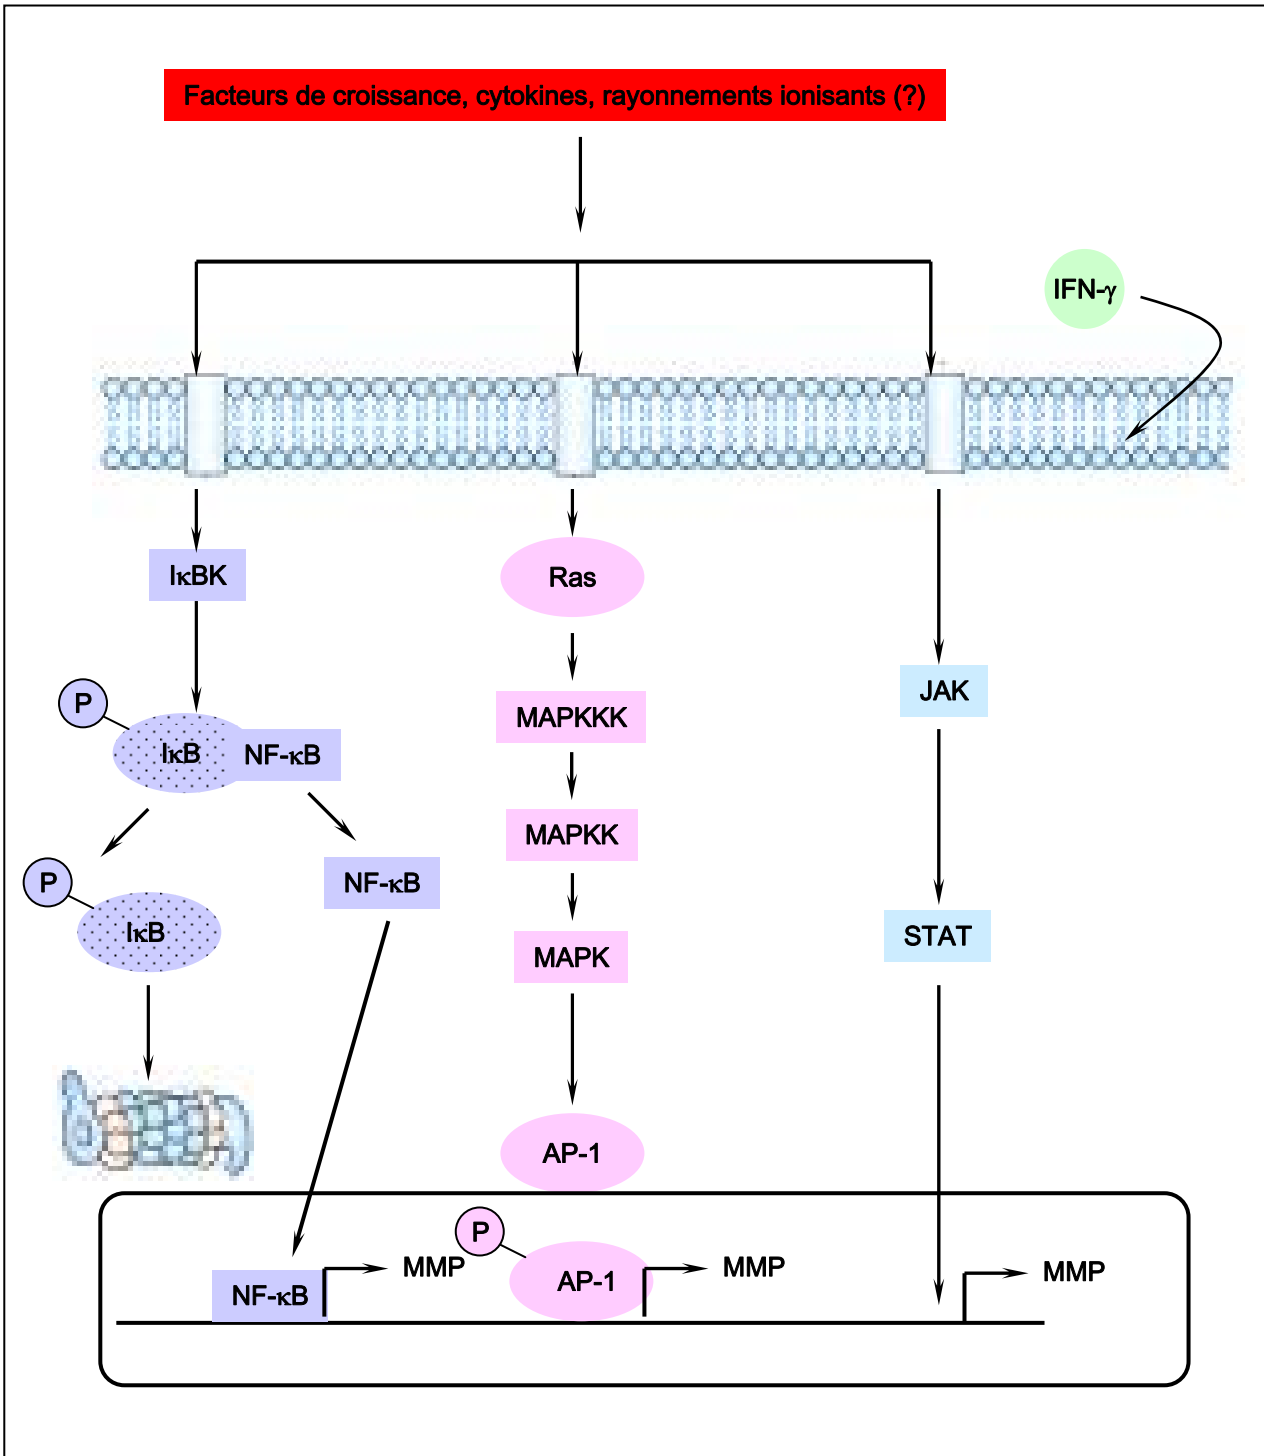 Facteurs de croissance, cytokines, rayonnements ionisants (?)
IFN-γ
IκBK
Ras
JAK
P
IκB
NF-κB
MAPKKK
MAPKK
P
NF-κB
IκB
MAPK
STAT
AP-1
P
MMP
MMP
MMP
NF-κB
AP-1